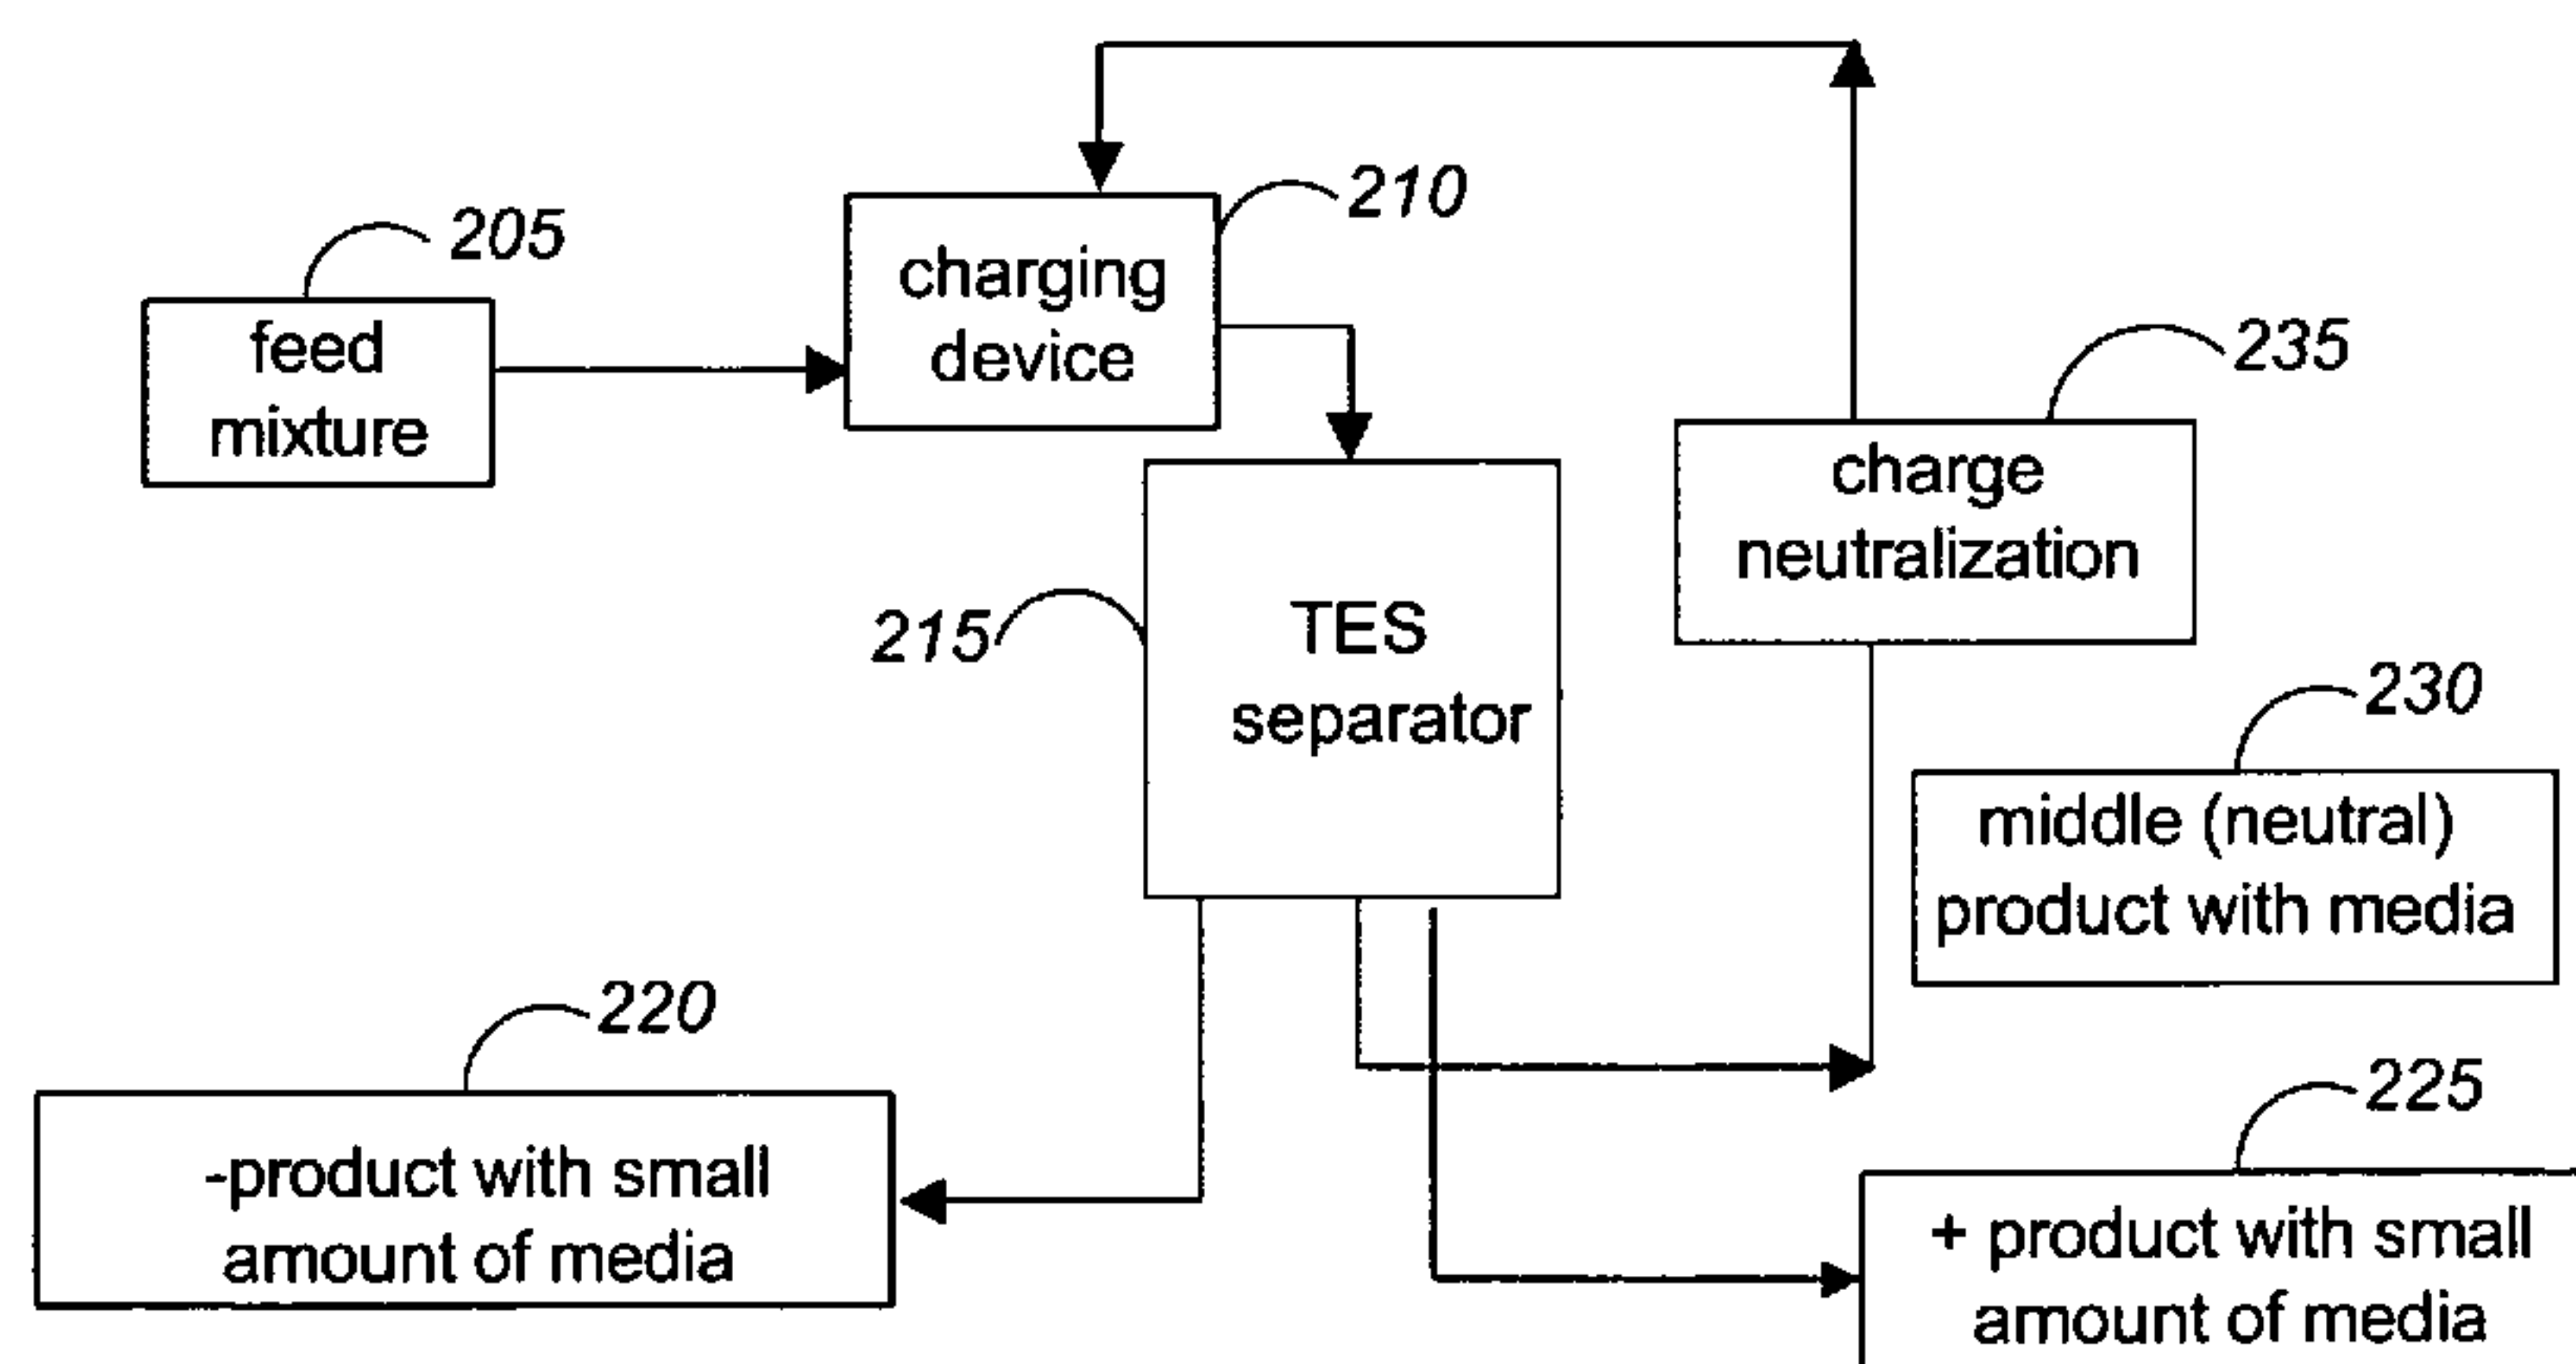 210
205
charging
device
feed
mixture
235
charge
neutralization
215
TES
separator
230
middle (neutral)
product with media
220
-product with small
amount of media
225
+ product with small
amount of media